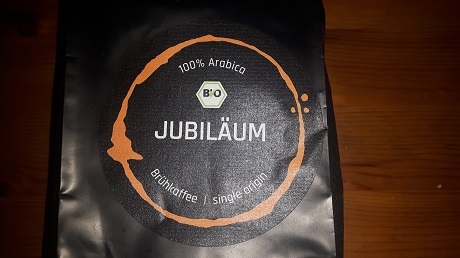 100% Arabica
BIO
JUBILÄUM
Brühkaffee | single origin